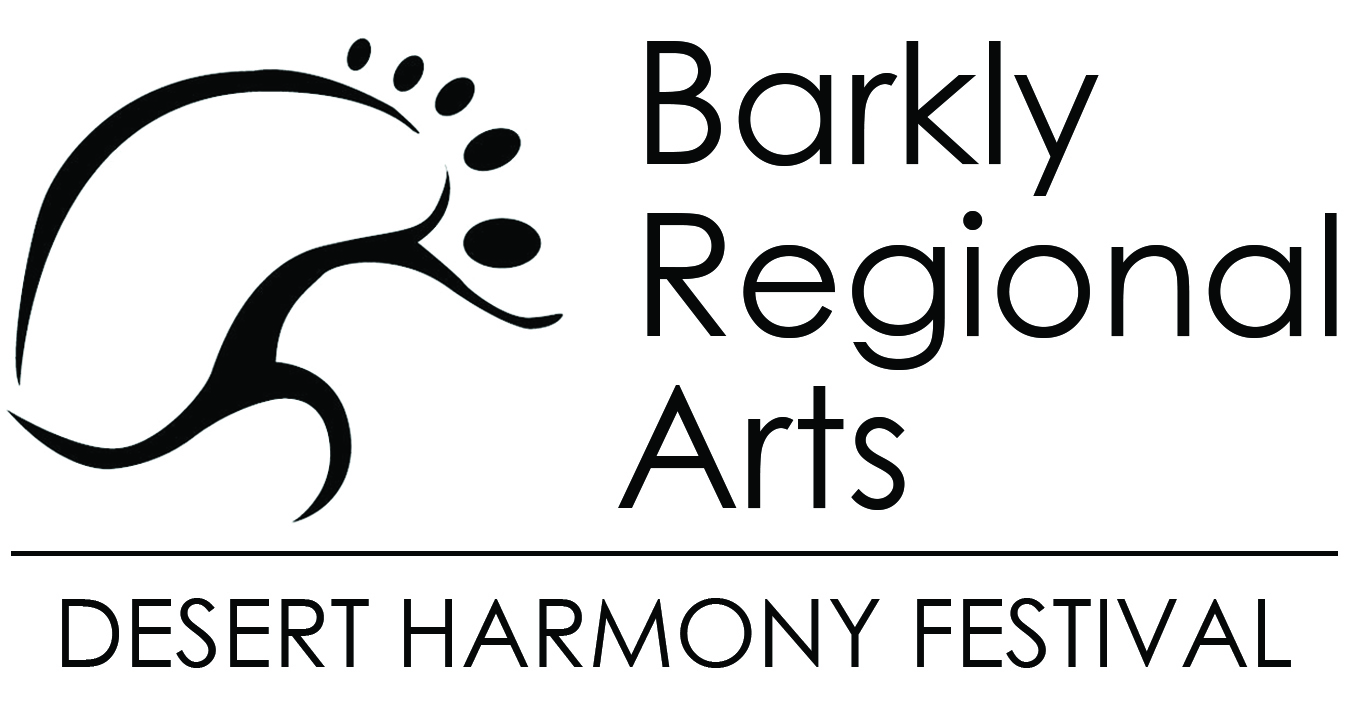 Barkly
Regional
Arts
DESERT HARMONY FESTIVAL